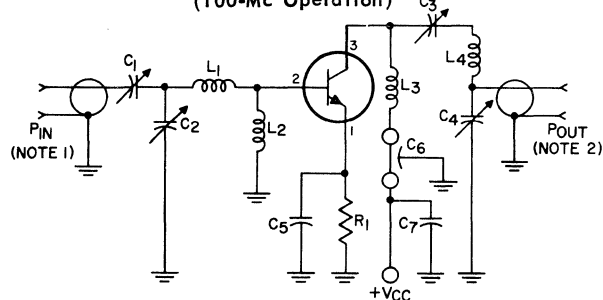 (100-Mc Operation)
C3
3
C1
L1
2
L4
L3
C2
L2
C4
PIN
(NOTE 1)
1
C6
POUT
(NOTE 2)
C5
R1
C7
+VCC